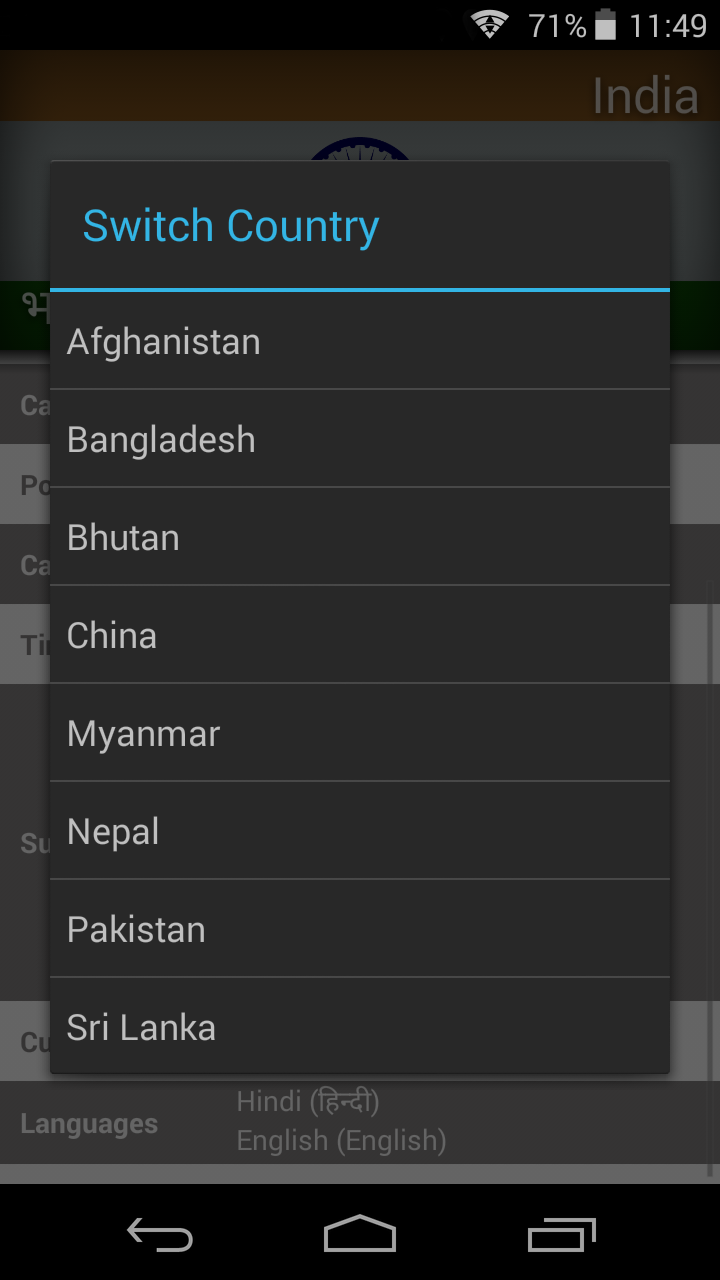 71% 11:49
India
Switch Country
Afghanistan
Bangladesh
Bhutan
China
Myanmar
Nepal
Pakistan
Sri Lanka
Hindi (हिन्दी)
Languages
English (English)